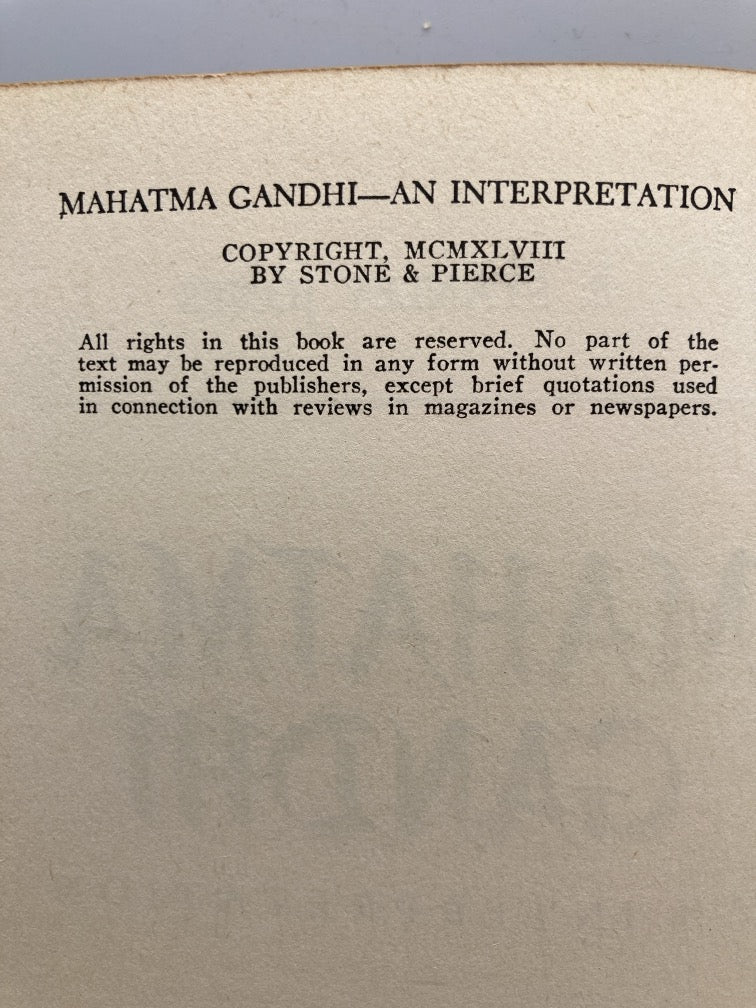 MAHATMA GANDHI—AN INTERPRETATION
COPYRIGHT, MCMXLVIII
BY STONE & PIERCE
All rights in this book are reserved. No part of the
text may be reproduced in any form without written per-
mission of the publishers, except brief quotations used
in connection with reviews in magazines or newspapers.
MAHATMA
GANDHI